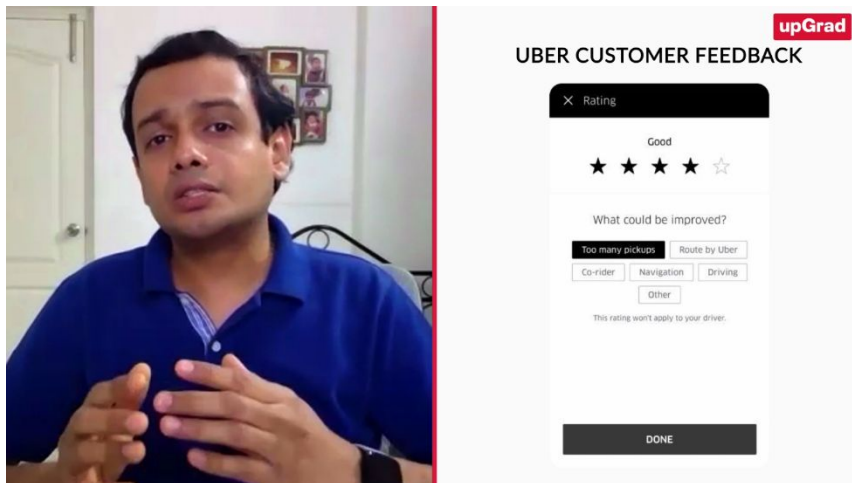 upGrad
UBER CUSTOMER FEEDBACK
× Rating
Good
What could be improved?
Too many pickups Route by Uber
Co-rider Navigation Driving
Other
This rating won't apply to your driver.
DONE